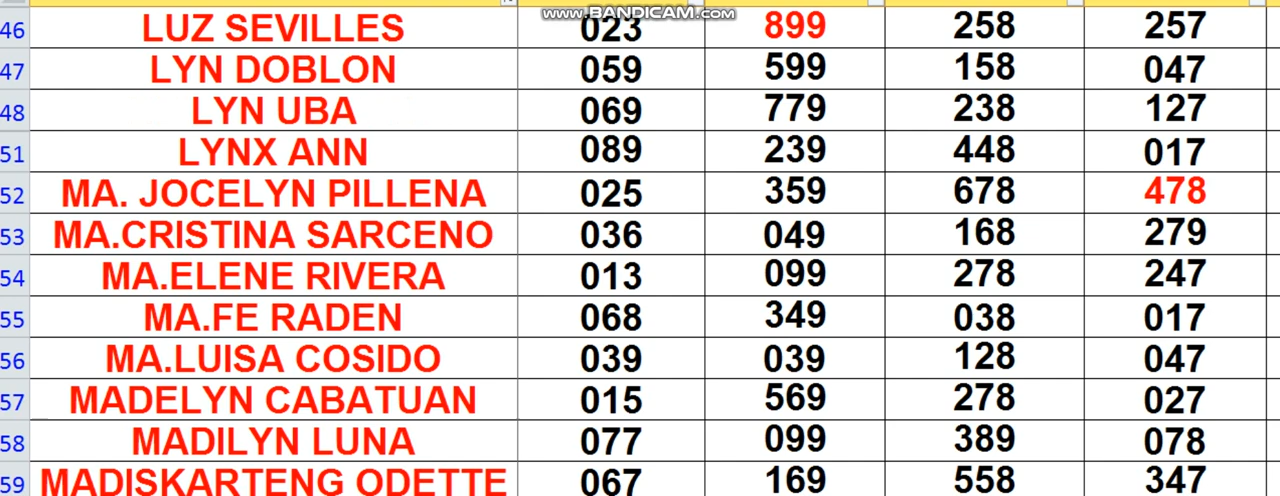 www.BANDICAM.com
46 LUZ SEVILLES 023 899 258 257
47 LYN DOBLON 059 599 158 047
48 LYN UBA 069 779 238 127
51 LYNX ANN 089 239 448 017
52 MA. JOCELYN PILLENA 025 359 678 478
53 MA.CRISTINA SARCENO 036 049 168 279
54 MA.ELENE RIVERA 013 099 278 247
55 MA.FE RADEN 068 349 038 017
56 MA.LUISA COSIDO 039 039 128 047
57 MADELYN CABATUAN 015 569 278 027
58 MADILYN LUNA 077 099 389 078
59 MADISKARTENG ODETTE 067 169 558 347